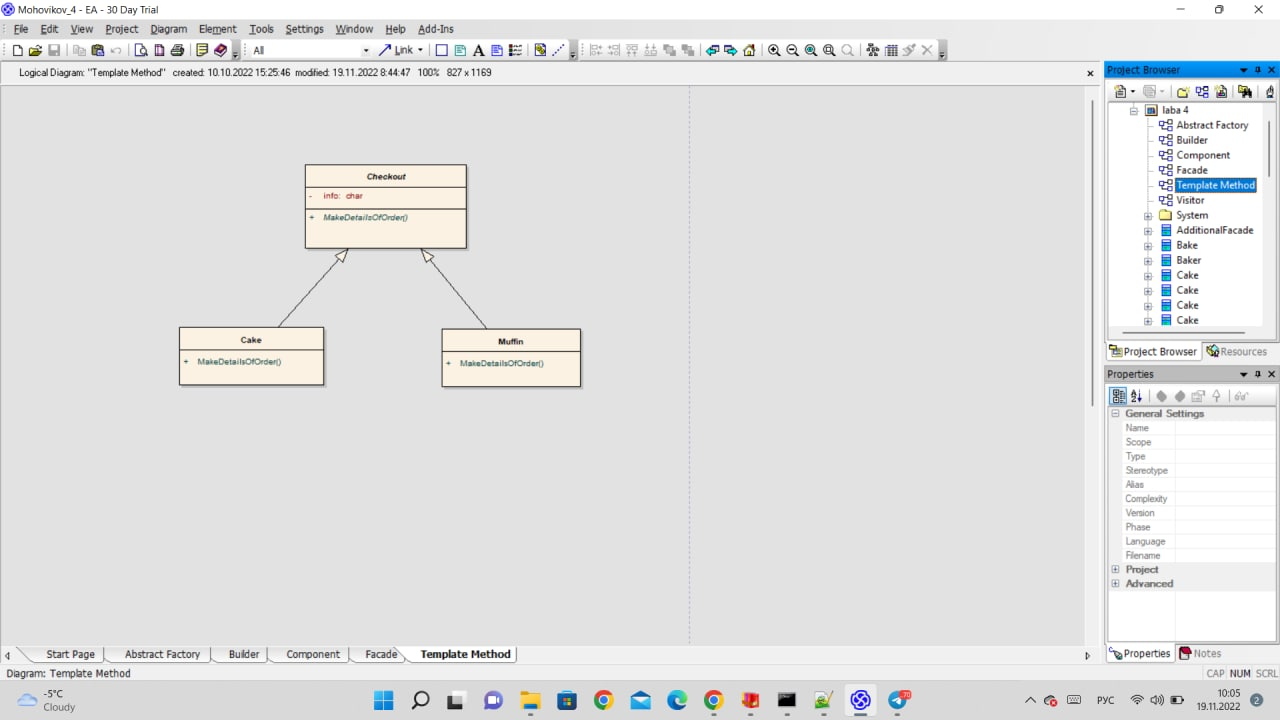 Mohovikov_4 - EA - 30 Day Trial
File Edit View Project Diagram Element Tools Settings Window Help Add-Ins
All
Link
Logical Diagram: "Template Method" created: 10.10.2022 15:25:46 modified: 19.11.2022 8:44:47 100% 827 x 1169
Checkout
- info: char
+ MakeDetailsOfOrder()
Cake
+ MakeDetailsOfOrder()
Muffin
+ MakeDetailsOfOrder()
Project Browser
laba 4
Abstract Factory
Builder
Component
Facade
Template Method
Visitor
System
AdditionalFacade
Bake
Baker
Cake
Cake
Cake
Cake
Project Browser Resources
Properties
General Settings
Name
Scope
Type
Stereotype
Alias
Complexity
Version
Phase
Language
Filename
Project
Advanced
Properties Notes
Start Page Abstract Factory Builder Component Facade Template Method
Diagram: Template Method
CAP NUM SCRL
-5°C
Cloudy
РУС
10:05
19.11.2022
2